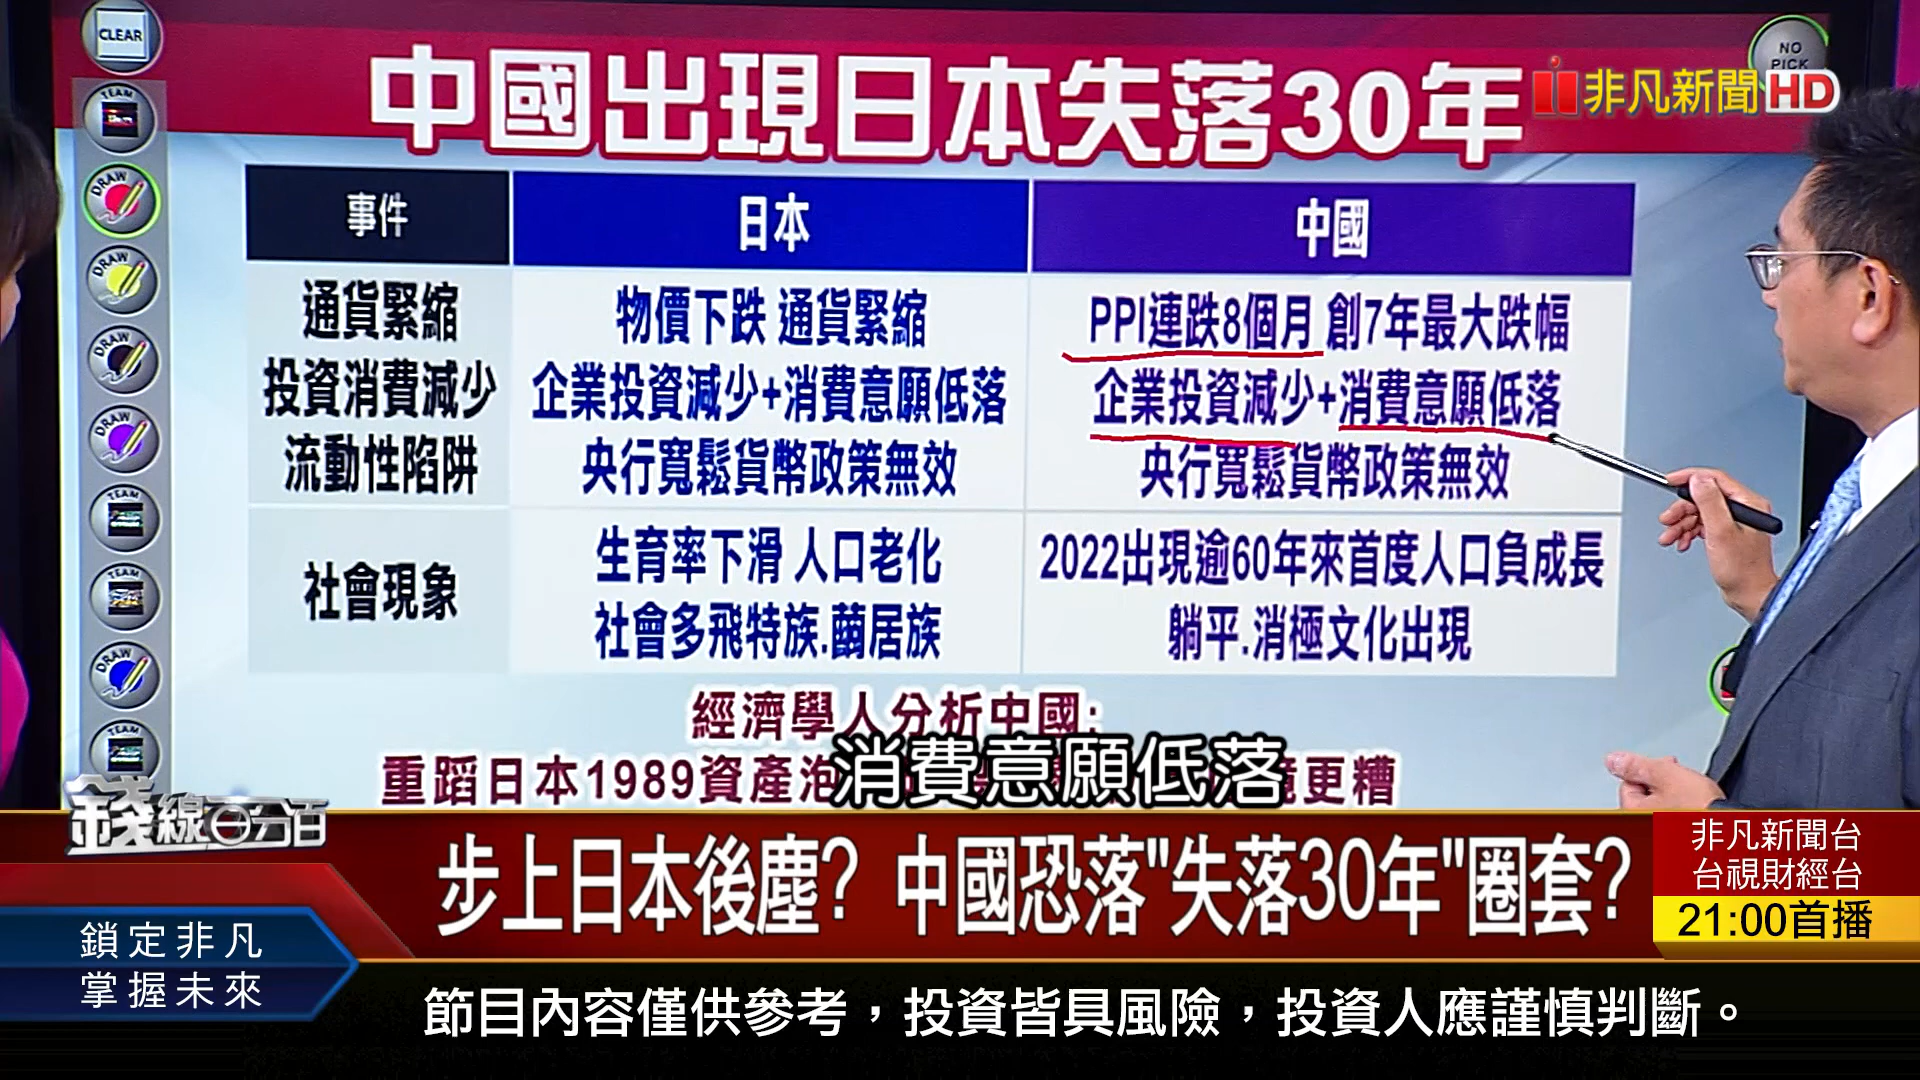 CLEAR
NO
PICK
中國出現日本失落30年
非凡新聞HD
TEAM
DRAW
DRAW
DRAW
DRAW
TEAM
TEAM
DRAW
TEAM
事件 日本 中國
通貨緊縮 物價下跌 通貨緊縮 PPI連跌8個月 創7年最大跌幅
投資消費減少 企業投資減少+消費意願低落 企業投資減少+消費意願低落
流動性陷阱 央行寬鬆貨幣政策無效 央行寬鬆貨幣政策無效
社會現象
生育率下滑 人口老化 2022出現逾60年來首度人口負成長
社會多飛特族.繭居族 躺平.消極文化出現
經濟學人分析中國:
重蹈日本1989資產泡 更糟
消費意願低落
錢線百分百
步上日本後塵? 中國恐落"失落30年"圈套?
非凡新聞台
台視財經台
21:00首播
鎖定非凡
掌握未來
節目內容僅供參考，投資皆具風險，投資人應謹慎判斷。